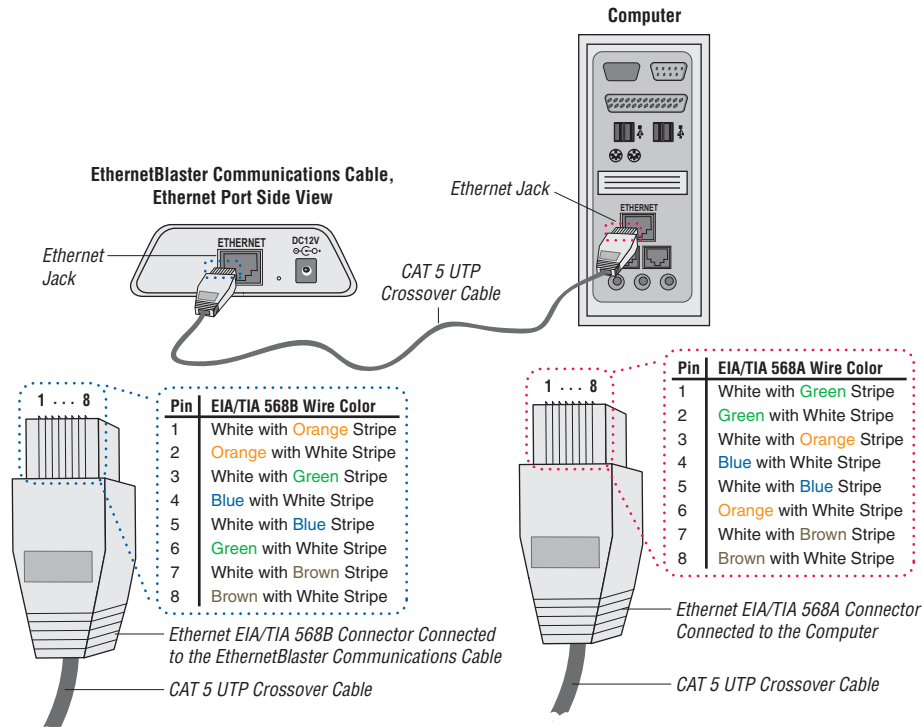 Computer
EthernetBlaster Communications Cable,
Ethernet Port Side View
Ethernet Jack
ETHERNET
Ethernet
Jack
ETHERNET
DC12V
CAT 5 UTP
Crossover Cable
1 . . . 8
Pin EIA/TIA 568B Wire Color
1 White with Orange Stripe
2 Orange with White Stripe
3 White with Green Stripe
4 Blue with White Stripe
5 White with Blue Stripe
6 Green with White Stripe
7 White with Brown Stripe
8 Brown with White Stripe
Ethernet EIA/TIA 568B Connector Connected
to the EthernetBlaster Communications Cable
CAT 5 UTP Crossover Cable
1 . . . 8
Pin EIA/TIA 568A Wire Color
1 White with Green Stripe
2 Green with White Stripe
3 White with Orange Stripe
4 Blue with White Stripe
5 White with Blue Stripe
6 Orange with White Stripe
7 White with Brown Stripe
8 Brown with White Stripe
Ethernet EIA/TIA 568A Connector
Connected to the Computer
CAT 5 UTP Crossover Cable